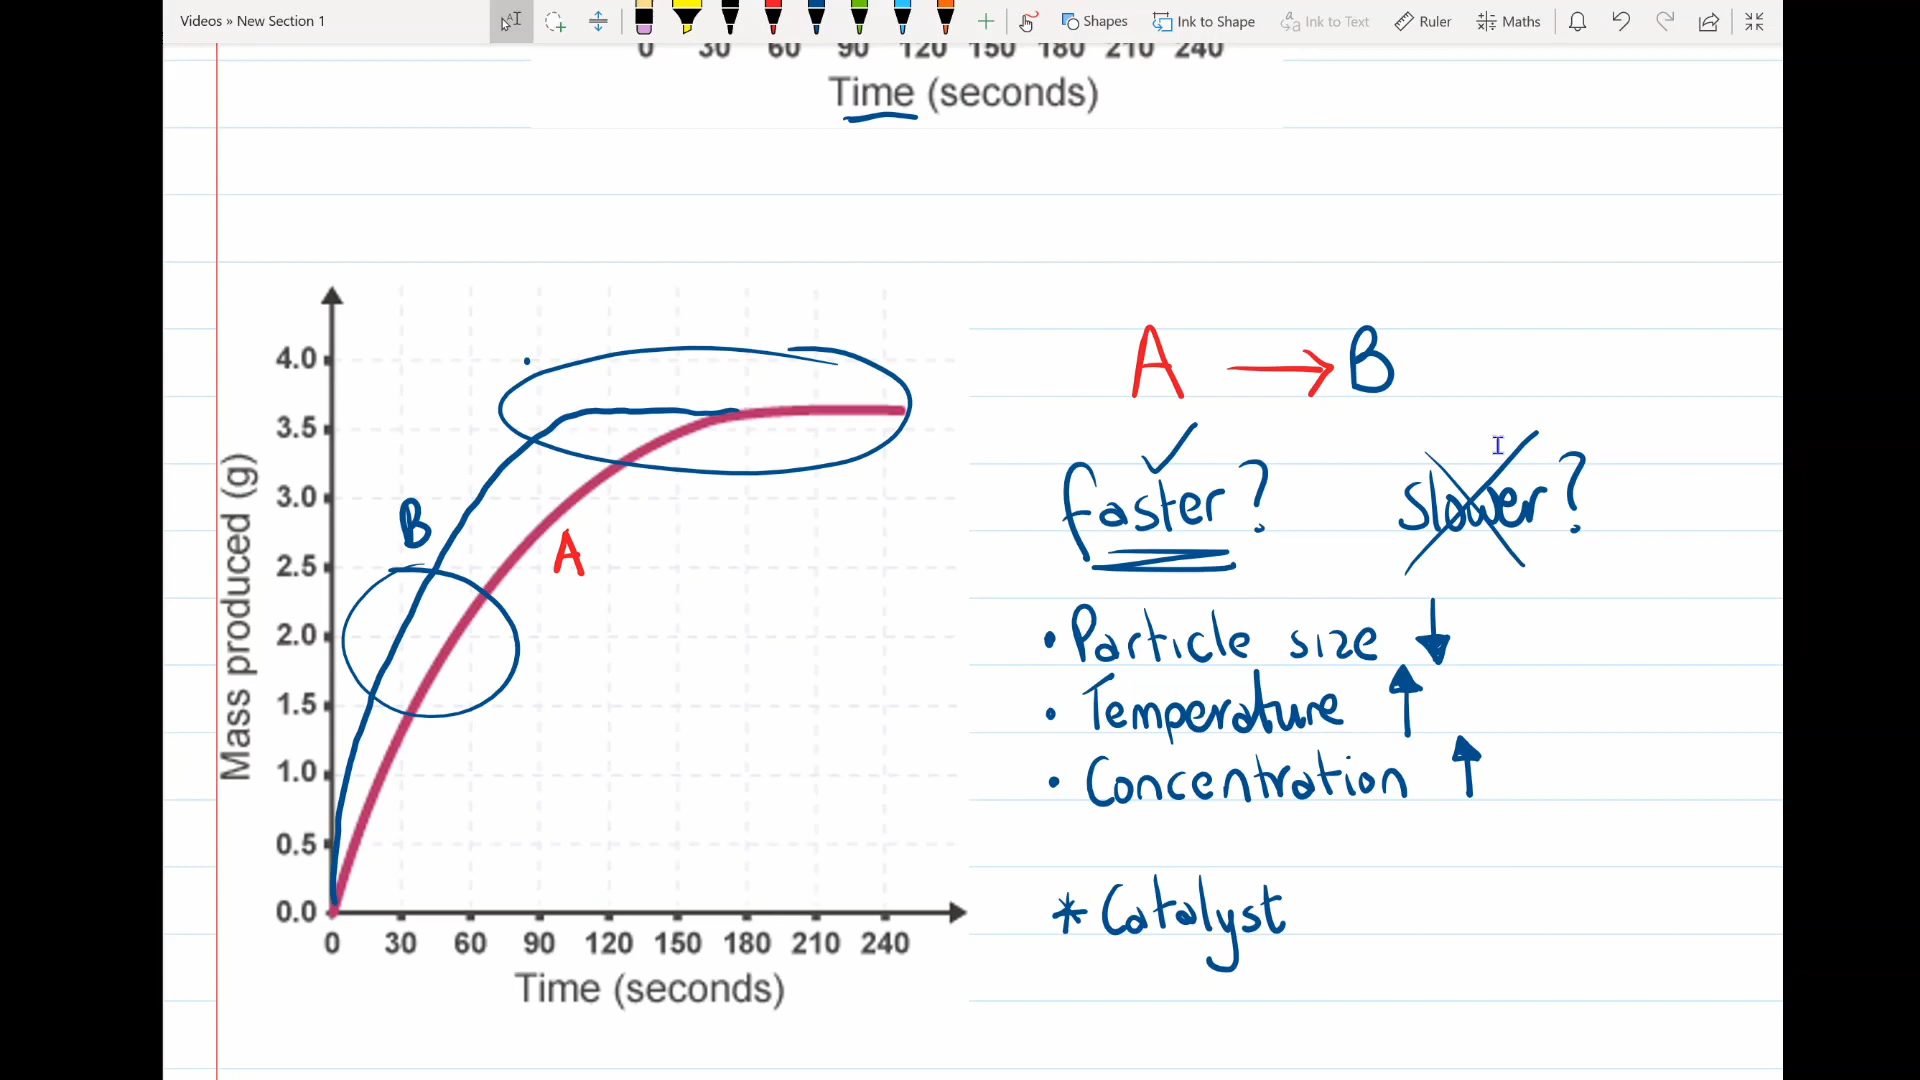 Videos » New Section 1
Shapes
Ink to Shape
Ink to Text
Ruler
Maths
0 30 60 90 120 150 180 210 240
Time (seconds)
Mass produced (g)
4.0
3.5
3.0
2.5
2.0
1.5
1.0
0.5
0.0
B
A
0 30 60 90 120 150 180 210 240
Time (seconds)
A → B
faster? slower?
• Particle size ↓
• Temperature ↑
• Concentration ↑
* Catalyst